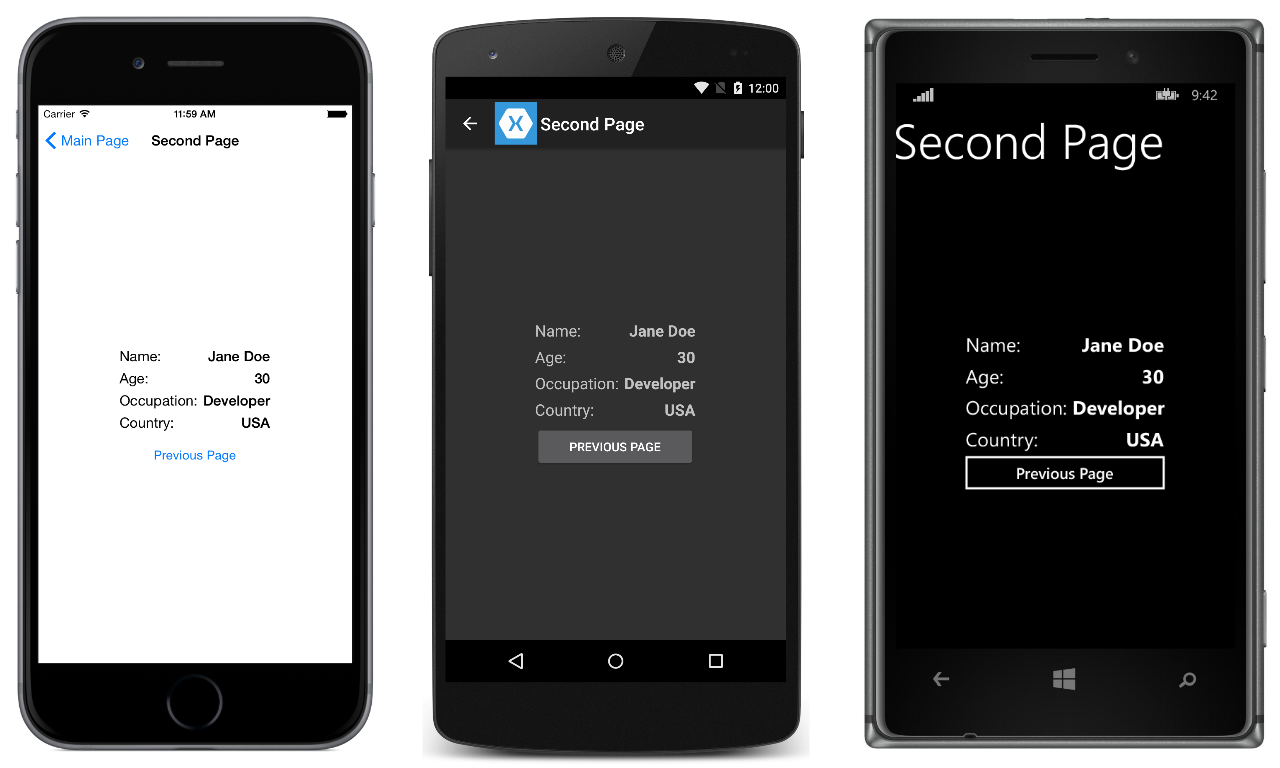 Carrier 11:59 AM
Main Page Second Page
Name: Jane Doe
Age: 30
Occupation: Developer
Country: USA
Previous Page
12:00
Second Page
Name: Jane Doe
Age: 30
Occupation: Developer
Country: USA
PREVIOUS PAGE
9:42
Second Page
Name: Jane Doe
Age: 30
Occupation: Developer
Country: USA
Previous Page